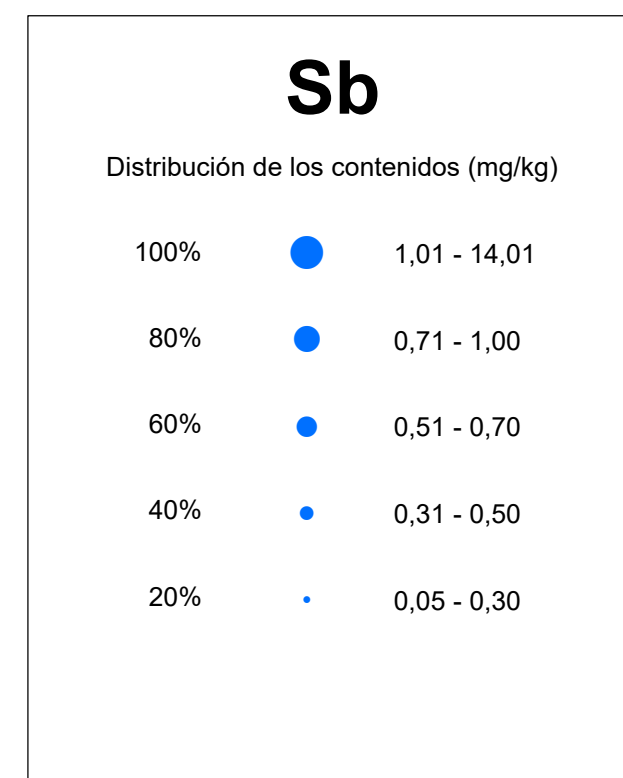 Sb
Distribución de los contenidos (mg/kg)
100% 1,01 - 14,01
80% 0,71 - 1,00
60% 0,51 - 0,70
40% 0,31 - 0,50
20% 0,05 - 0,30